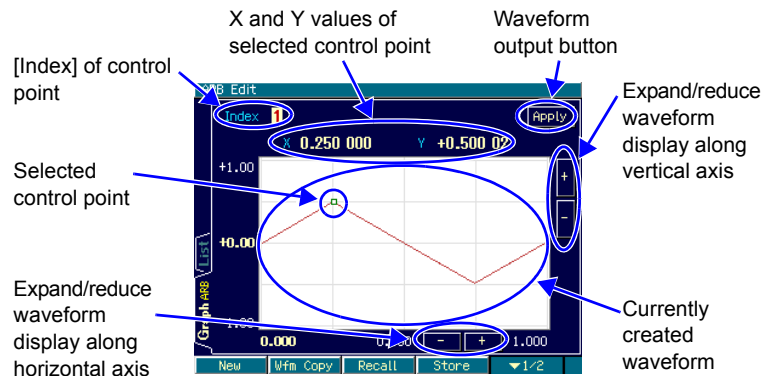 X and Y values of
selected control point
Waveform
output button
[Index] of control
point
ARB Edit
Index 1
Apply
X 0.250 000 Y +0.500 02
Expand/reduce
waveform
display along
vertical axis
+
-
+1.00
Selected
control point
+0.00
List
Graph ARB
Expand/reduce
waveform
display along
horizontal axis
Currently
created
waveform
0.000
-
+
1.000
New
Wfm Copy
Recall
Store
▼1/2